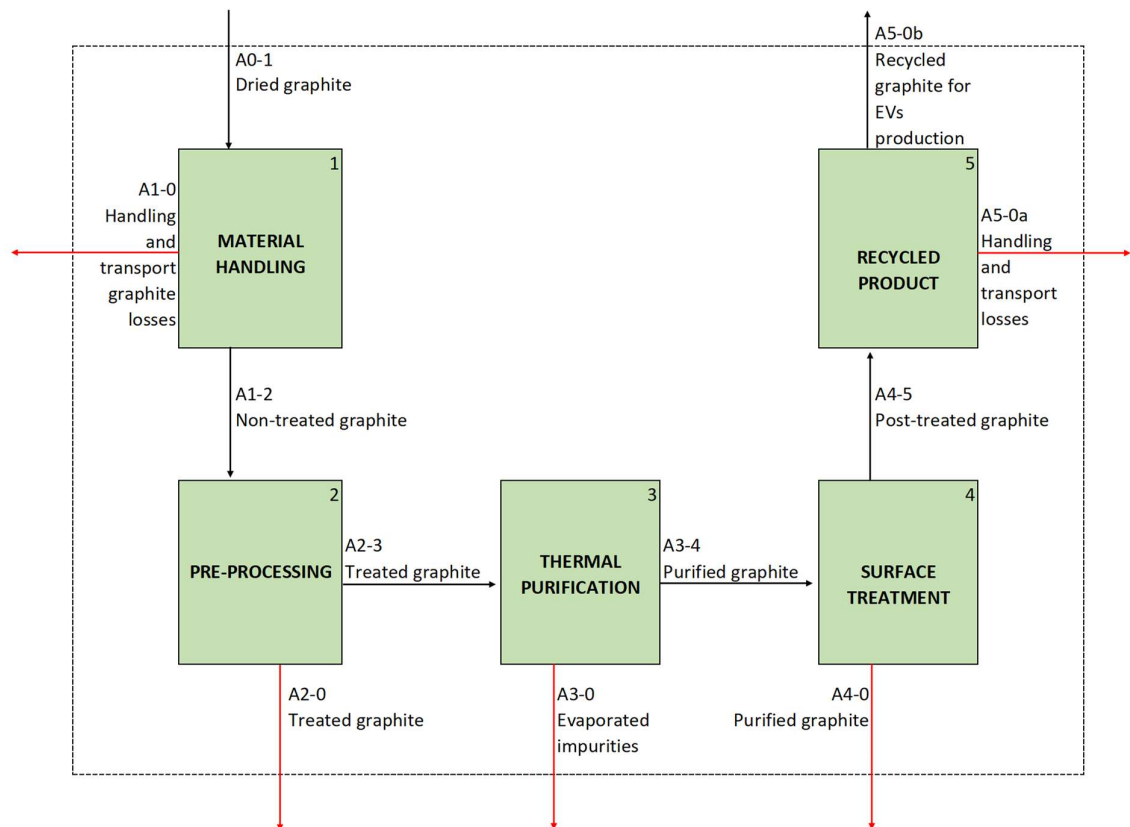 A0-1
Dried graphite
1
MATERIAL
HANDLING
A1-0
Handling
and
transport
graphite
losses
A1-2
Non-treated graphite
2
PRE-PROCESSING
A2-3
Treated graphite
A2-0
Treated graphite
3
THERMAL
PURIFICATION
A3-4
Purified graphite
A3-0
Evaporated
impurities
4
SURFACE
TREATMENT
A4-0
Purified graphite
A4-5
Post-treated graphite
5
RECYCLED
PRODUCT
A5-0a
Handling
and
transport
losses
A5-0b
Recycled
graphite for
EVs
production